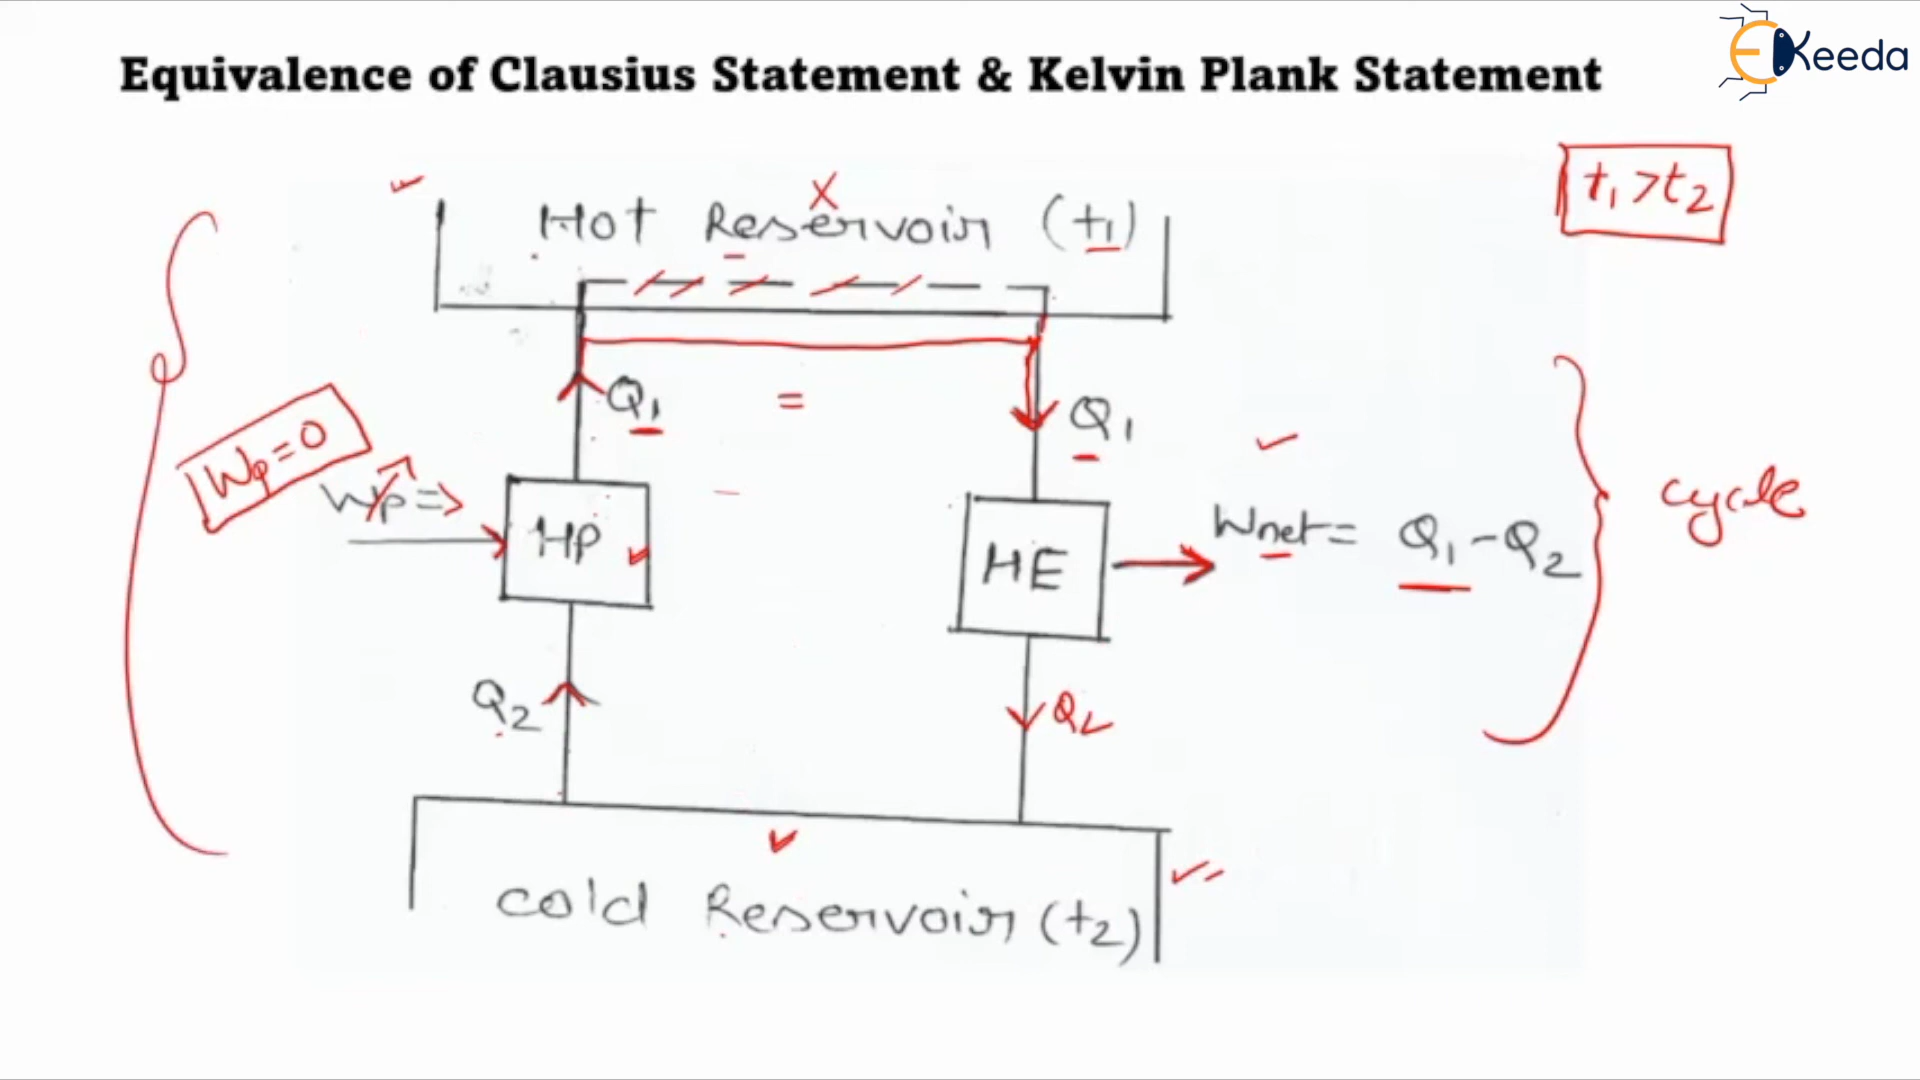 Equivalence of Clausius Statement & Kelvin Plank Statement
EKeeda
t1 > t2
X
Hot Reservoir (t1)
Q1
=
Q1
Wp=0
Wp =>
HP
HE
Wnet = Q1 - Q2
cycle
Q2
Q2
cold Reservoir (t2)